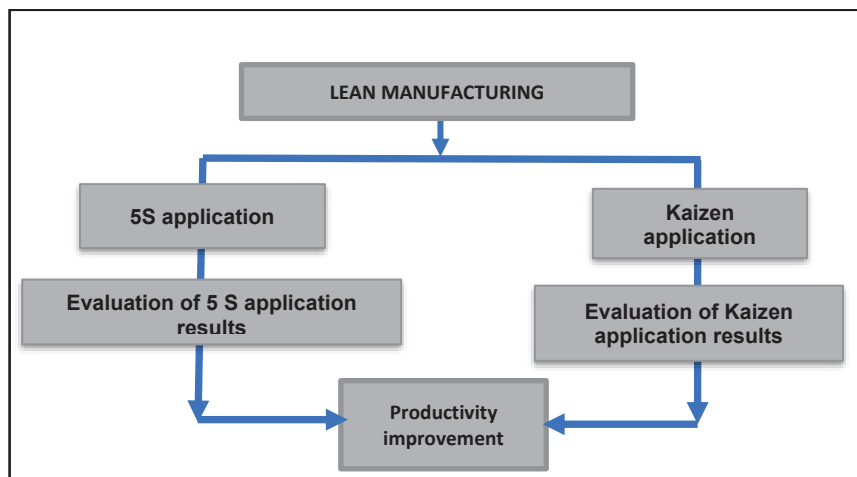 LEAN MANUFACTURING
5S application
Kaizen
application
Evaluation of 5 S application
results
Evaluation of Kaizen
application results
Productivity
improvement